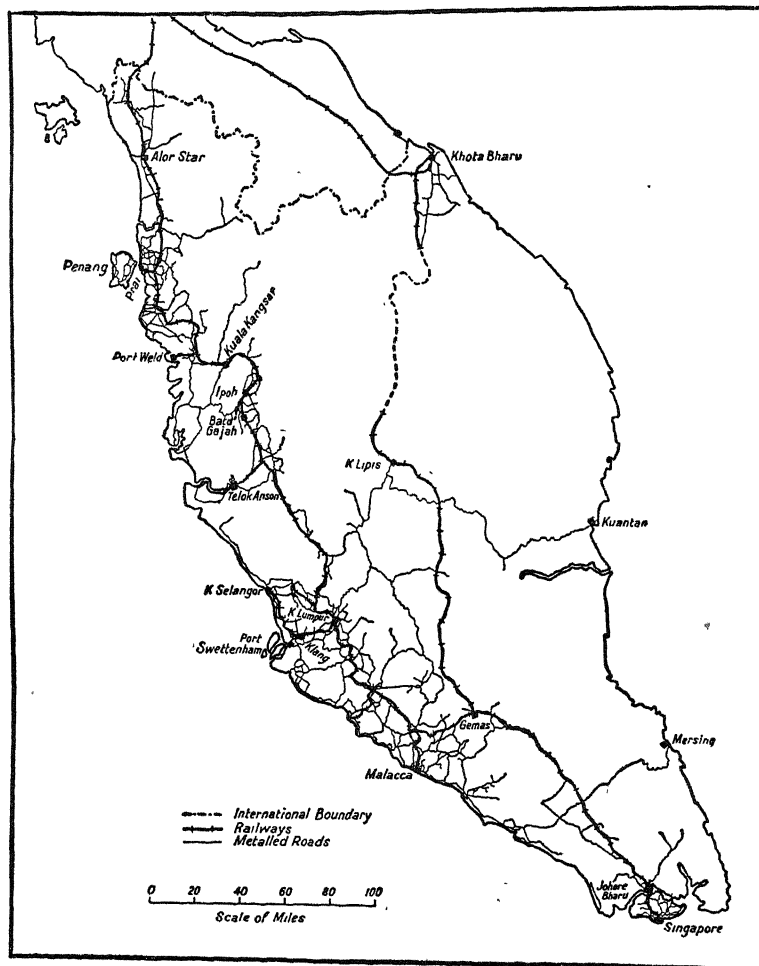 Alor Star
Khota Bharu
Penang
Prai
Port Weld
Kuala Kangsar
Ipoh
Batu
Gajah
K Lipis
Telok Anson
Kuantan
K Selangor
K Lumpur
Port
Swettenham
Klang
Gemas
Mersing
Malacca
International Boundary
Railways
Metalled Roads
0 20 40 60 80 100
Scale of Miles
Johore
Bharu
Singapore